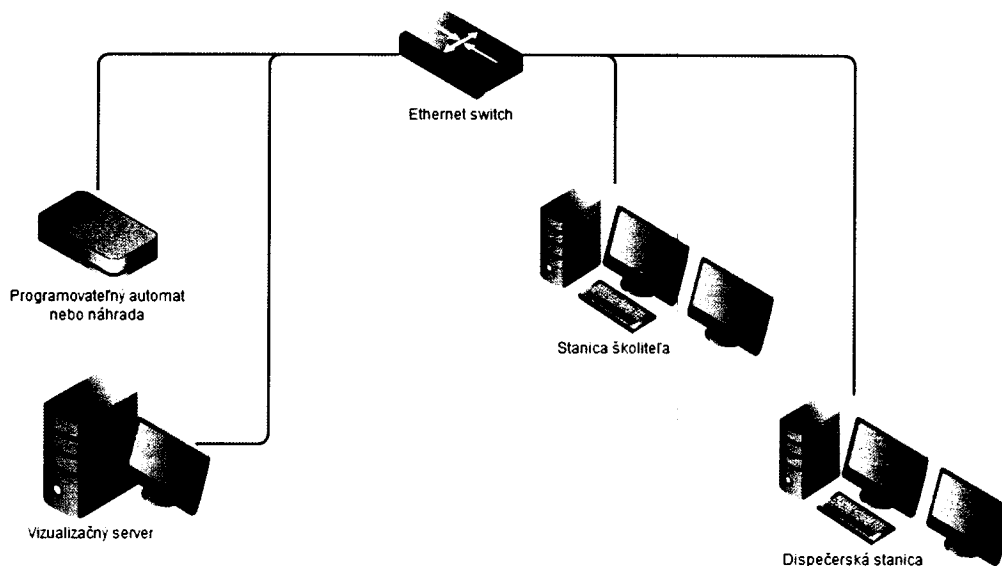 Ethernet switch
Programovateľný automat
nebo náhrada
Stanica školiteľa
Vizualizačný server
Dispečerská stanica